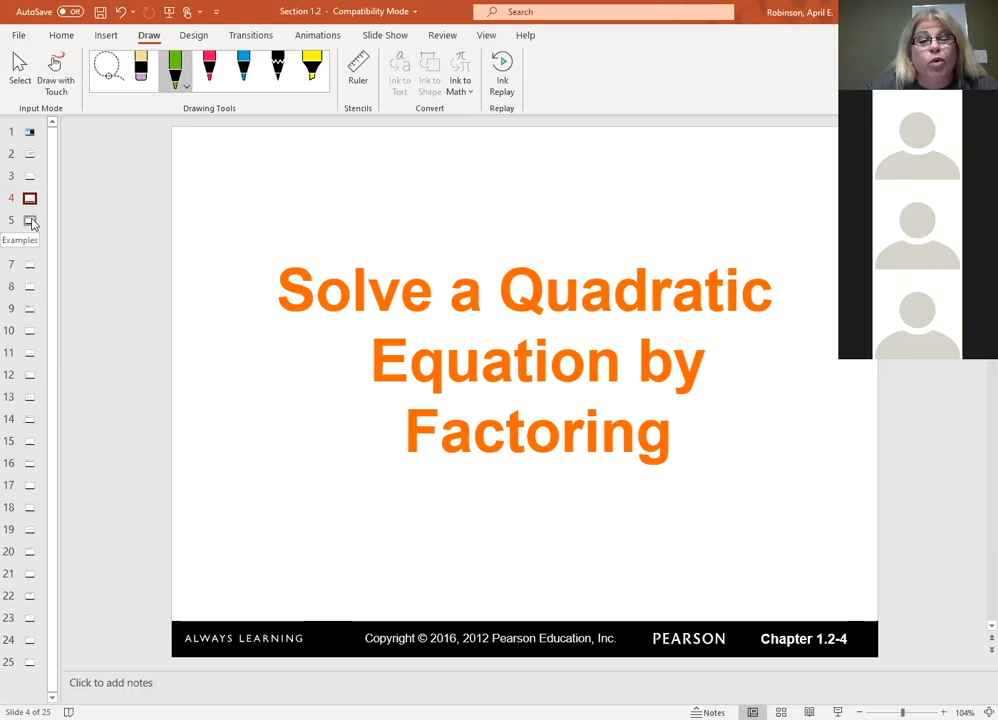 AutoSave Off
Section 1.2 - Compatibility Mode
Search
Robinson, April E.
File Home Insert Draw Design Transitions Animations Slide Show Review View Help
Select
Draw with Touch
Ruler
Ink to Text
Ink to Shape
Ink to Math
Ink Replay
Input Mode
Drawing Tools
Stencils
Convert
Replay
1
2
3
4
5
Examples
7
8
9
10
11
12
13
14
15
16
17
18
19
20
21
22
23
24
25
Solve a Quadratic
Equation by
Factoring
ALWAYS LEARNING
Copyright © 2016, 2012 Pearson Education, Inc.
PEARSON
Chapter 1.2-4
Click to add notes
Slide 4 of 25
Notes
104%